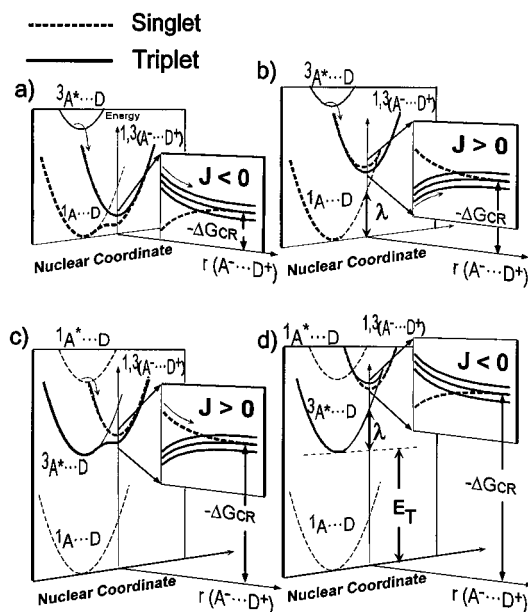 Singlet
Triplet
a)
³A*···D
Energy
¹,³(A⁻···D⁺)
¹A···D
J < 0
-ΔGCR
Nuclear Coordinate
r (A⁻···D⁺)
b)
³A*···D
¹,³(A⁻···D⁺)
¹A···D
J > 0
λ
-ΔGCR
Nuclear Coordinate
r (A⁻···D⁺)
c)
¹A*···D
¹,³(A⁻···D⁺)
J > 0
³A*···D
-ΔGCR
¹A···D
Nuclear Coordinate
r (A⁻···D⁺)
d)
¹A*···D
¹,³(A⁻···D⁺)
J < 0
³A*···D
λ
-ΔGCR
ET
¹A···D
Nuclear Coordinate
r (A⁻···D⁺)